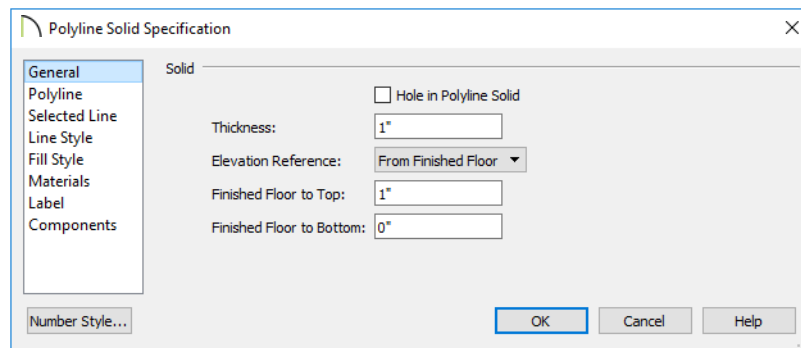 Polyline Solid Specification
General
Polyline
Selected Line
Line Style
Fill Style
Materials
Label
Components
Number Style...
Solid
Hole in Polyline Solid
Thickness: 1"
Elevation Reference: From Finished Floor
Finished Floor to Top: 1"
Finished Floor to Bottom: 0"
OK Cancel Help